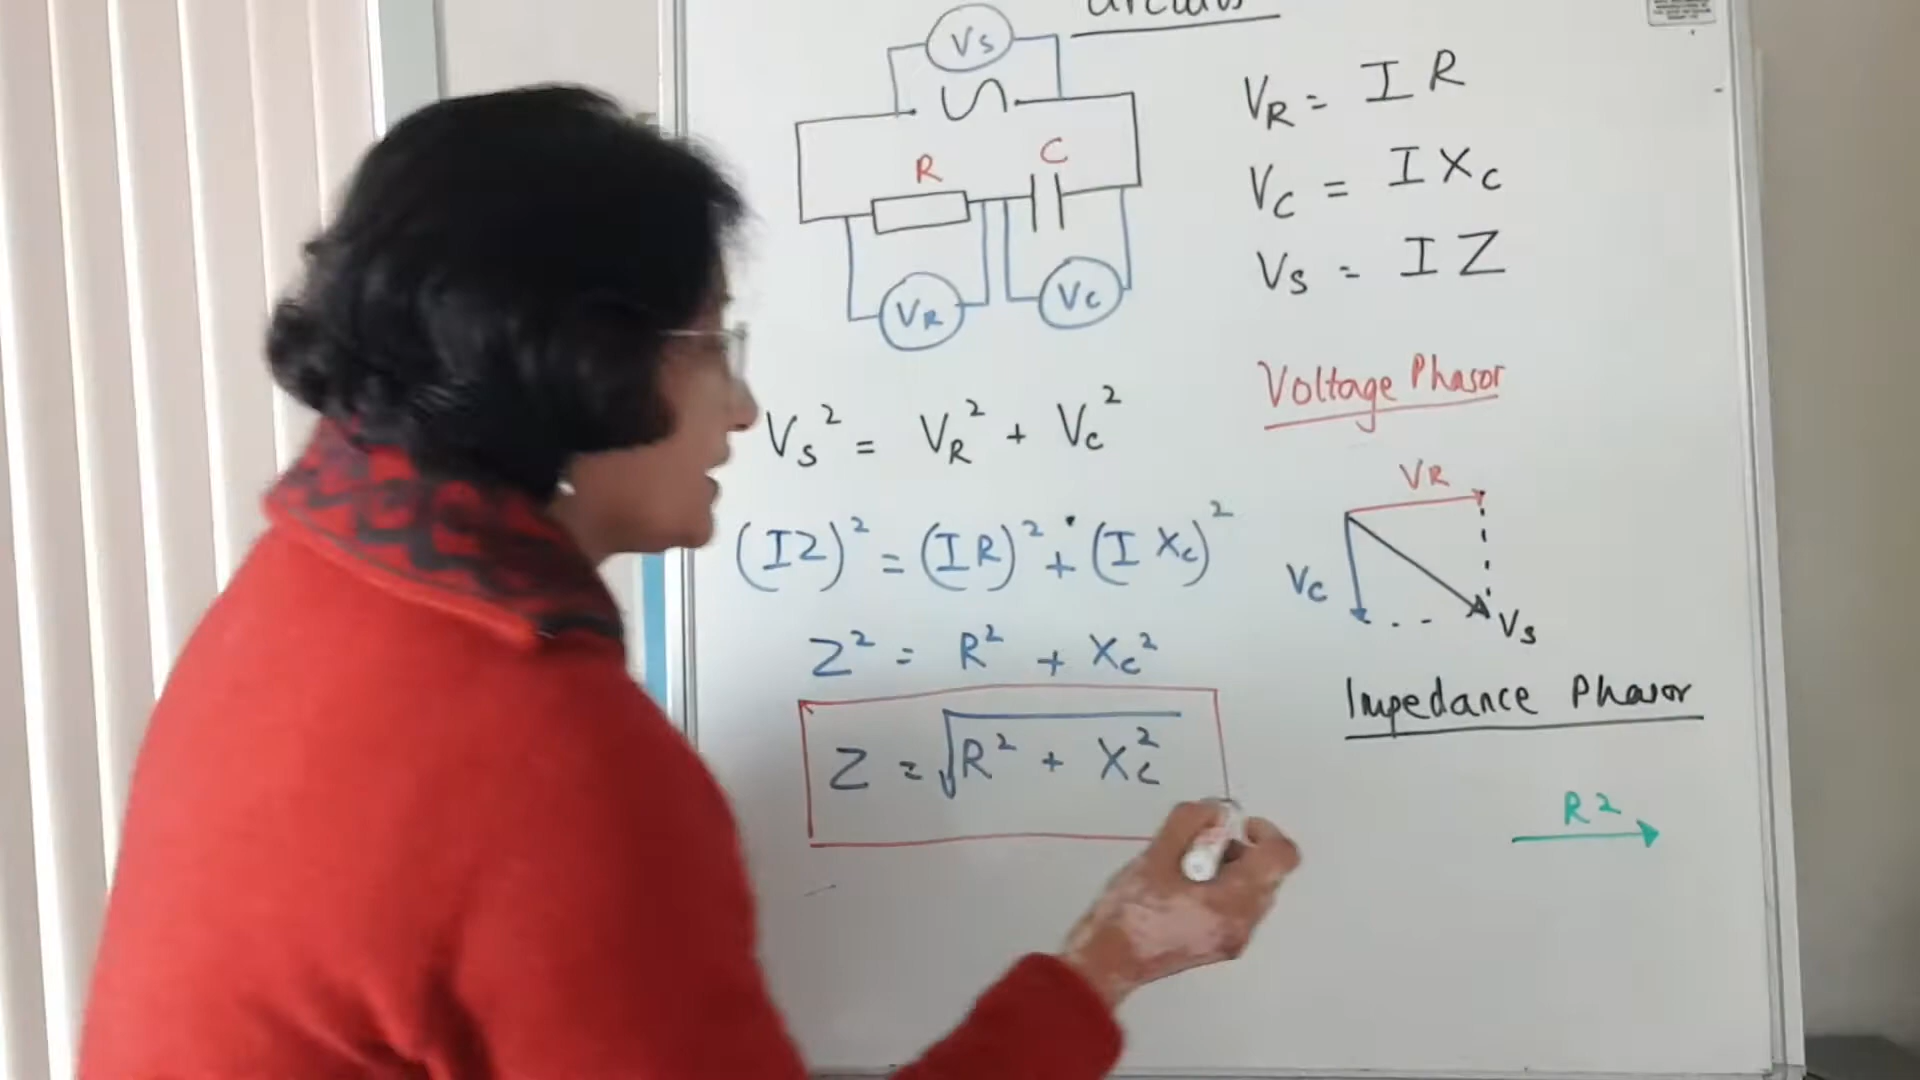 Vs
R
C
VR
Vc
VR = IR
Vc = IXc
Vs = IZ
Vs² = VR² + Vc²
(IZ)² = (IR)² + (I Xc)²
Z² = R² + Xc²
Z = √R² + Xc²
Voltage Phasor
VR
Vc
Vs
Impedance Phasor
R2